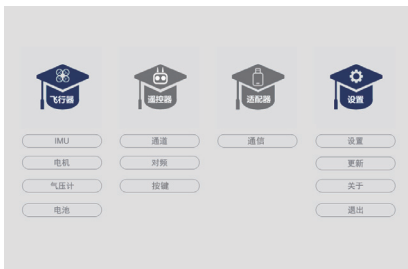 飞行器
遥控器
适配器
设置
IMU
通道
通信
设置
电机
对频
更新
气压计
按键
关于
电池
退出